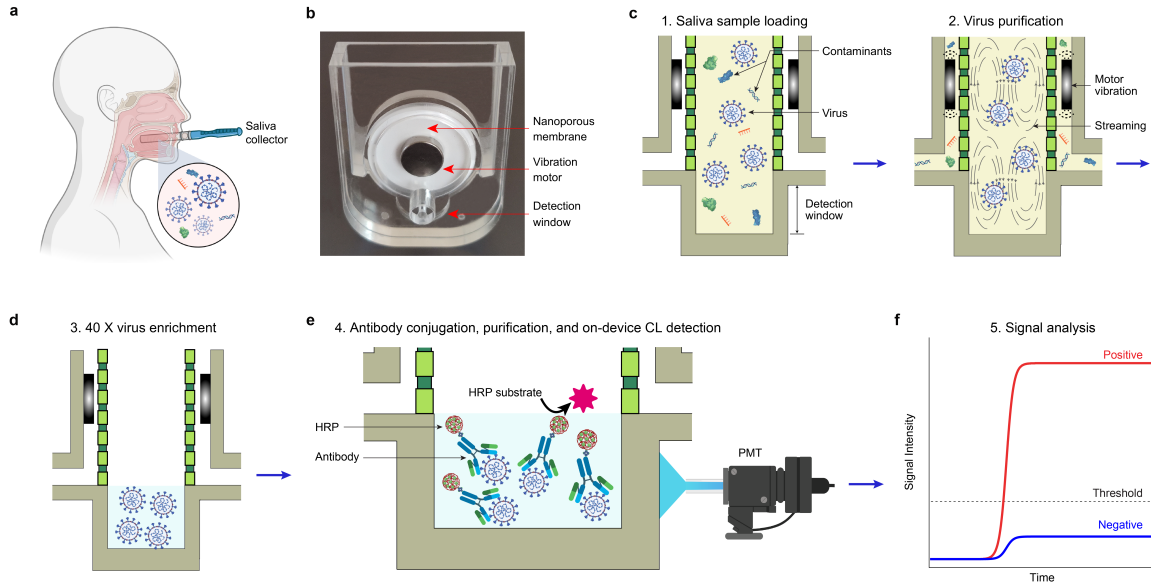 a
Saliva
collector
b
Nanoporous
membrane
Vibration
motor
Detection
window
c
1. Saliva sample loading
Contaminants
Virus
Detection
window
2. Virus purification
Motor
vibration
Streaming
d
3. 40 X virus enrichment
e
4. Antibody conjugation, purification, and on-device CL detection
HRP substrate
HRP
Antibody
PMT
f
5. Signal analysis
Positive
Signal Intensity
Threshold
Negative
Time